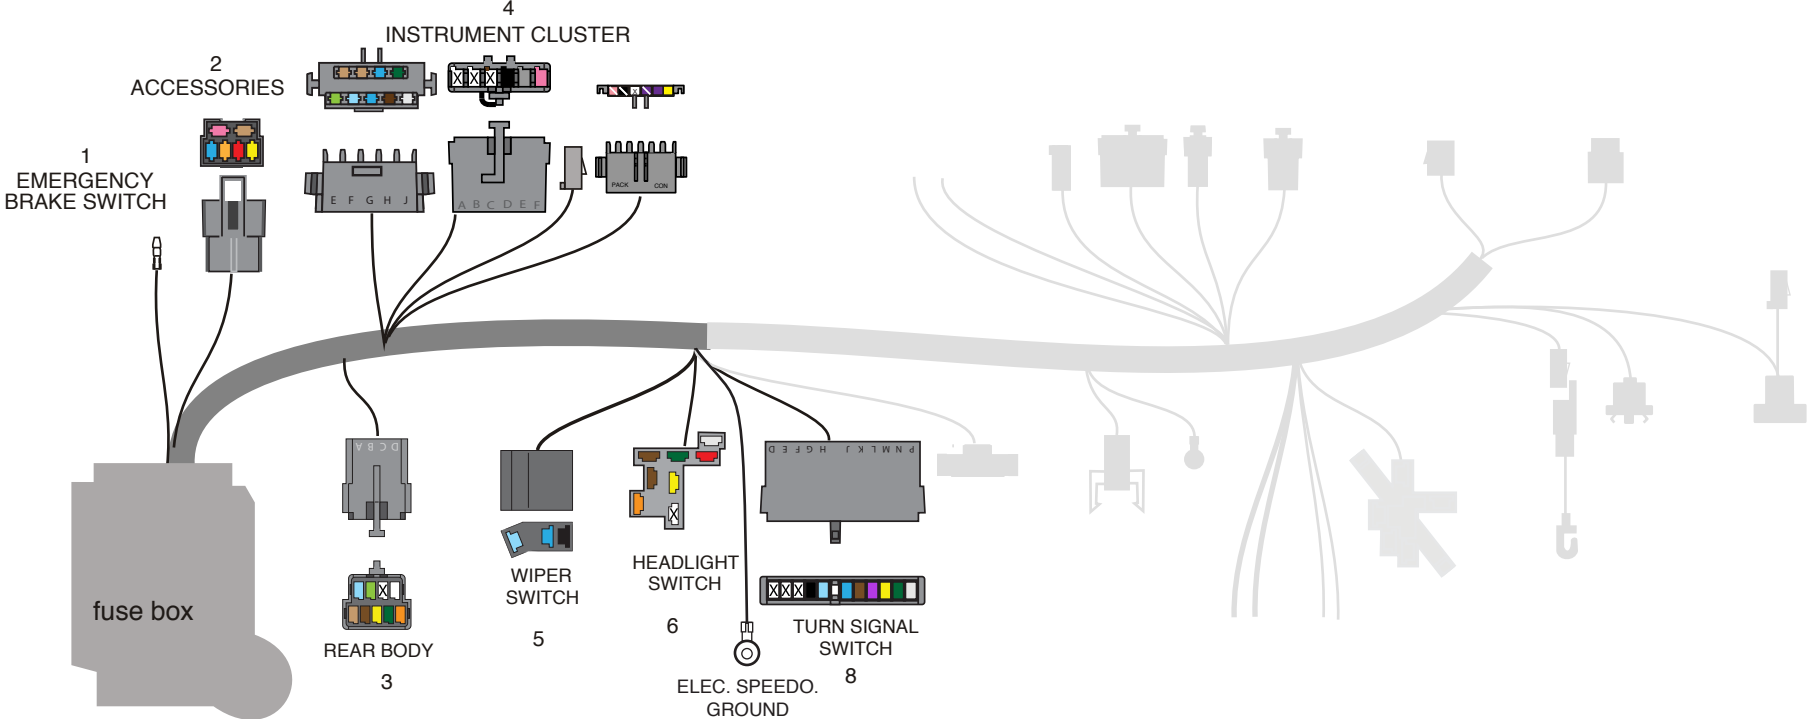 4
INSTRUMENT CLUSTER
2
ACCESSORIES
1
EMERGENCY
BRAKE SWITCH
X X X
X
E F G H J
A B C D E F
PACK CON
D C B A
D E F G H J K L M N P
fuse box
X
REAR BODY
3
WIPER
SWITCH
5
X
HEADLIGHT
SWITCH
6
ELEC. SPEEDO.
GROUND
X X X
TURN SIGNAL
SWITCH
8